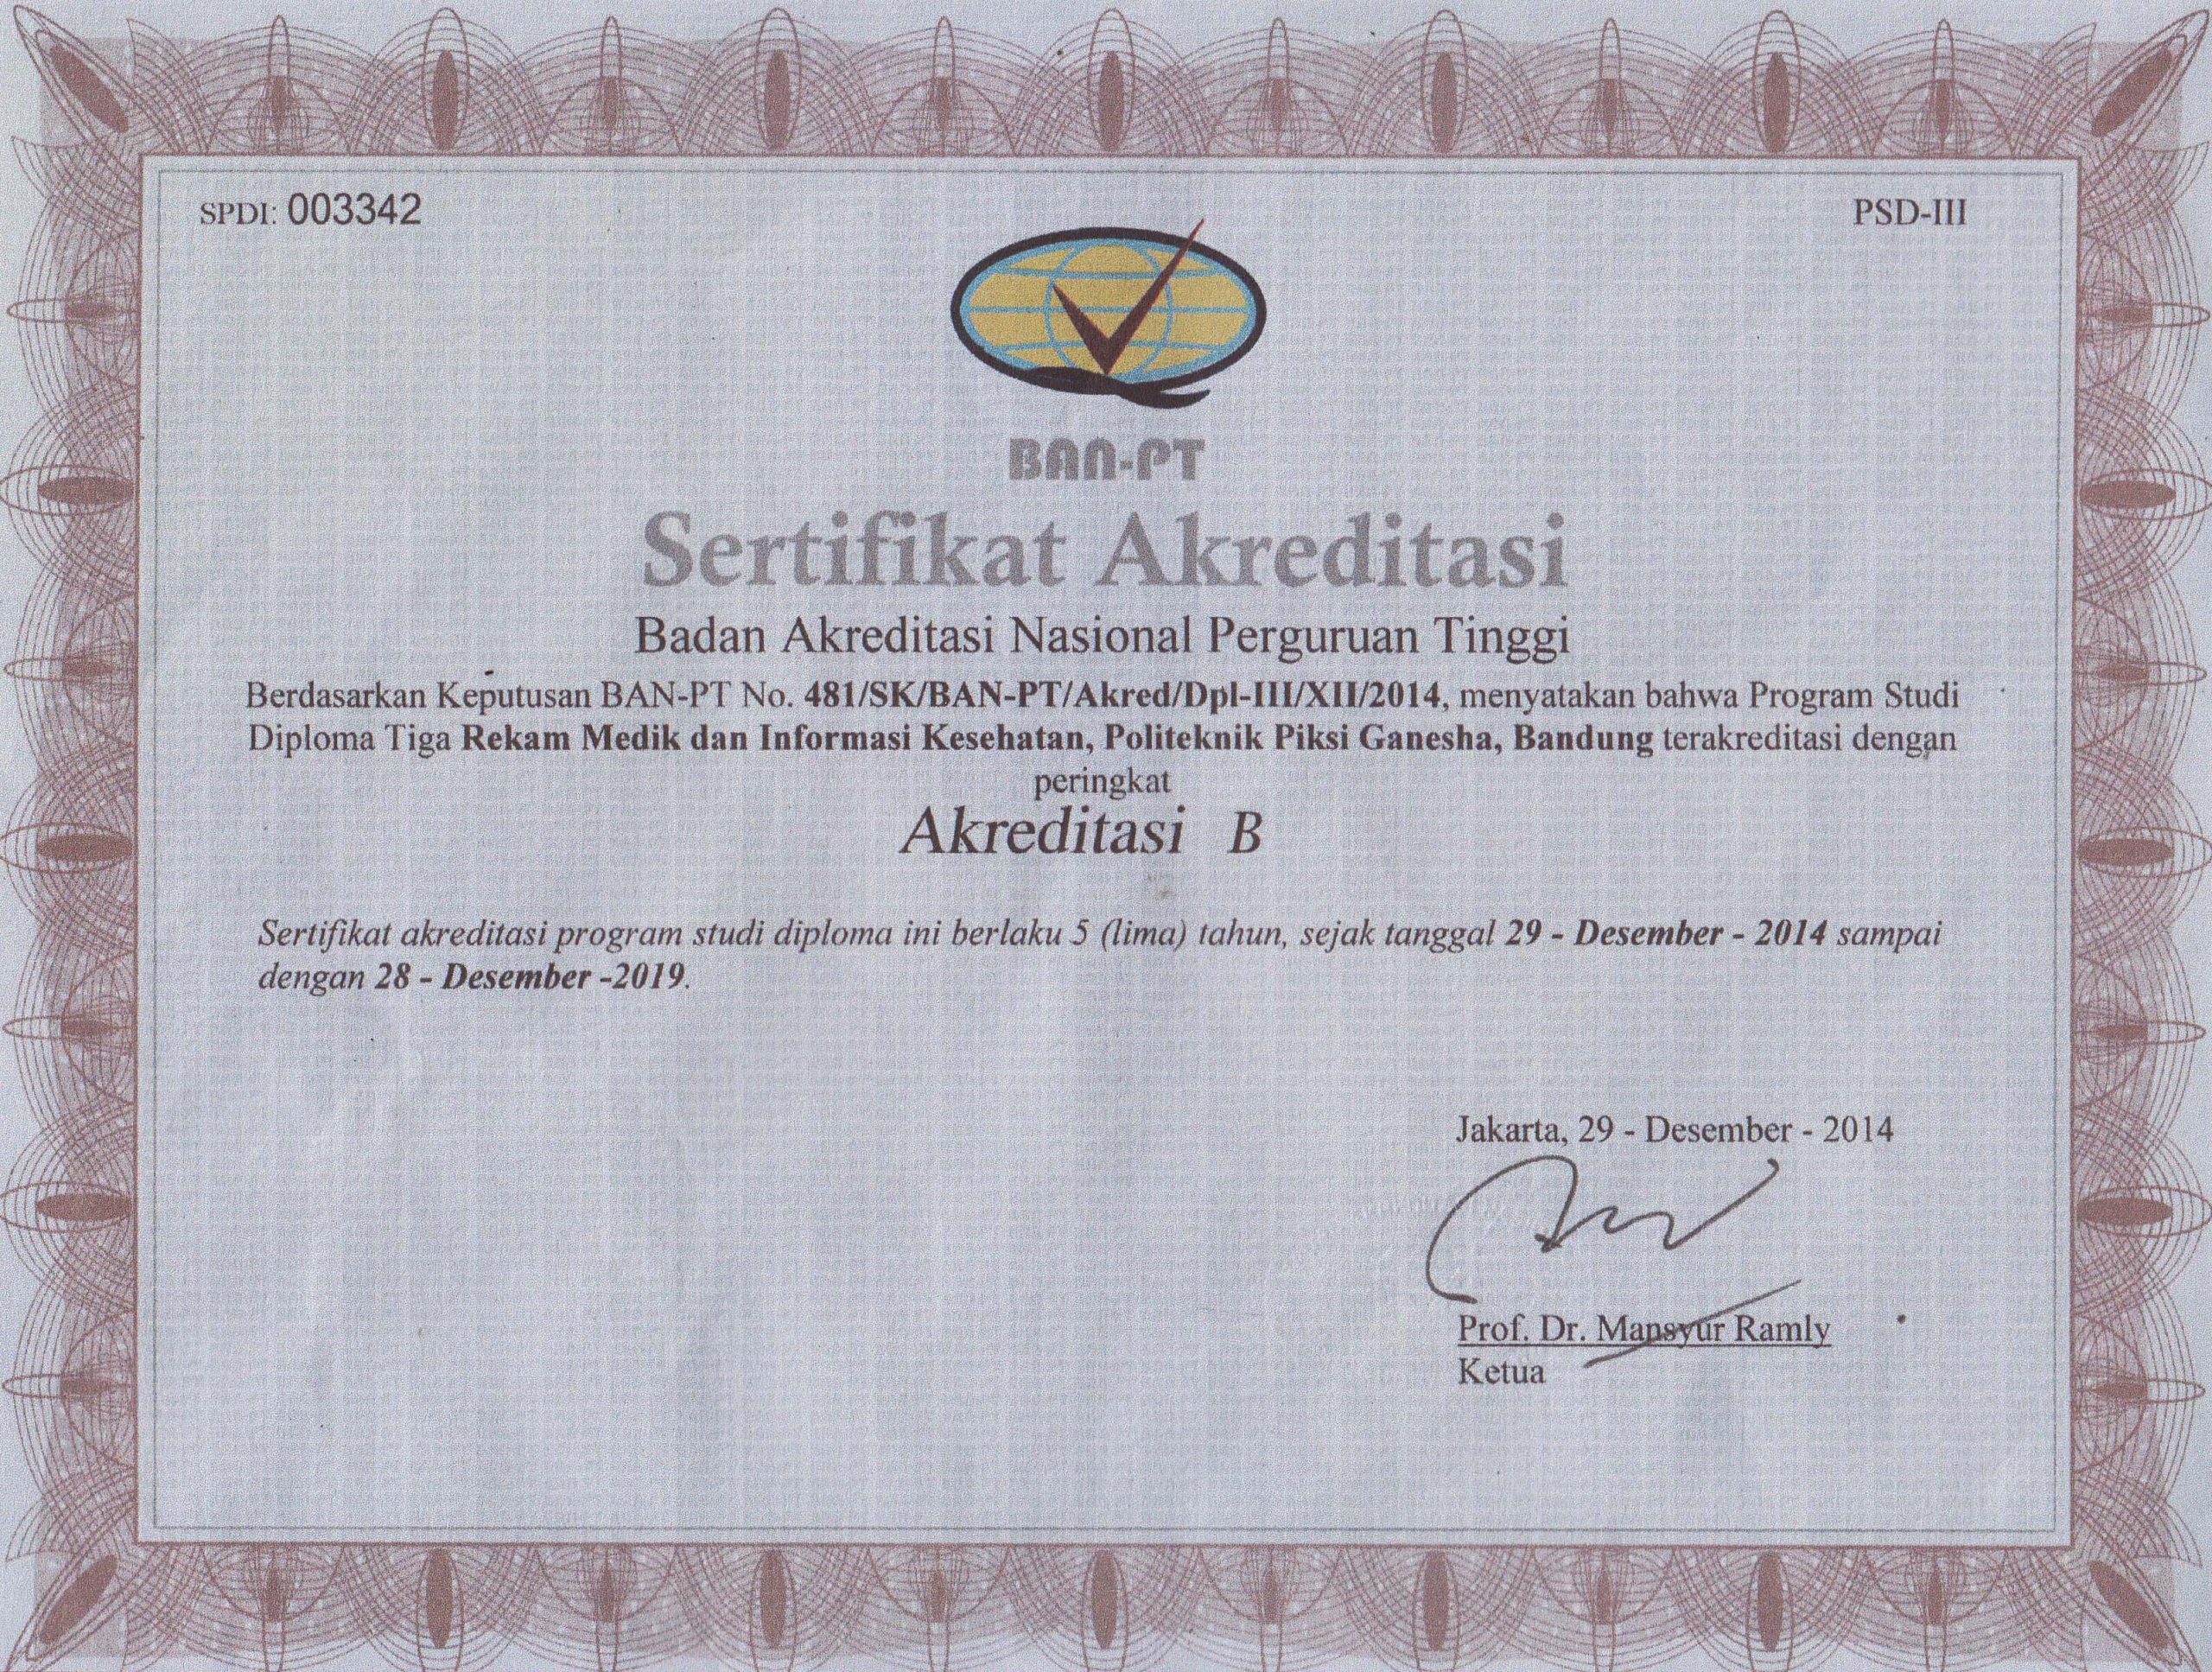 SPDI: 003342
PSD-III
BAN-PT
Sertifikat Akreditasi
Badan Akreditasi Nasional Perguruan Tinggi
Berdasarkan Keputusan BAN-PT No. 481/SK/BAN-PT/Akred/Dpl-III/XII/2014, menyatakan bahwa Program Studi
Diploma Tiga Rekam Medik dan Informasi Kesehatan, Politeknik Piksi Ganesha, Bandung terakreditasi dengan
peringkat
Akreditasi B
Sertifikat akreditasi program studi diploma ini berlaku 5 (lima) tahun, sejak tanggal 29 - Desember - 2014 sampai
dengan 28 - Desember -2019.
Jakarta, 29 - Desember - 2014
Prof. Dr. Mansyur Ramly
Ketua